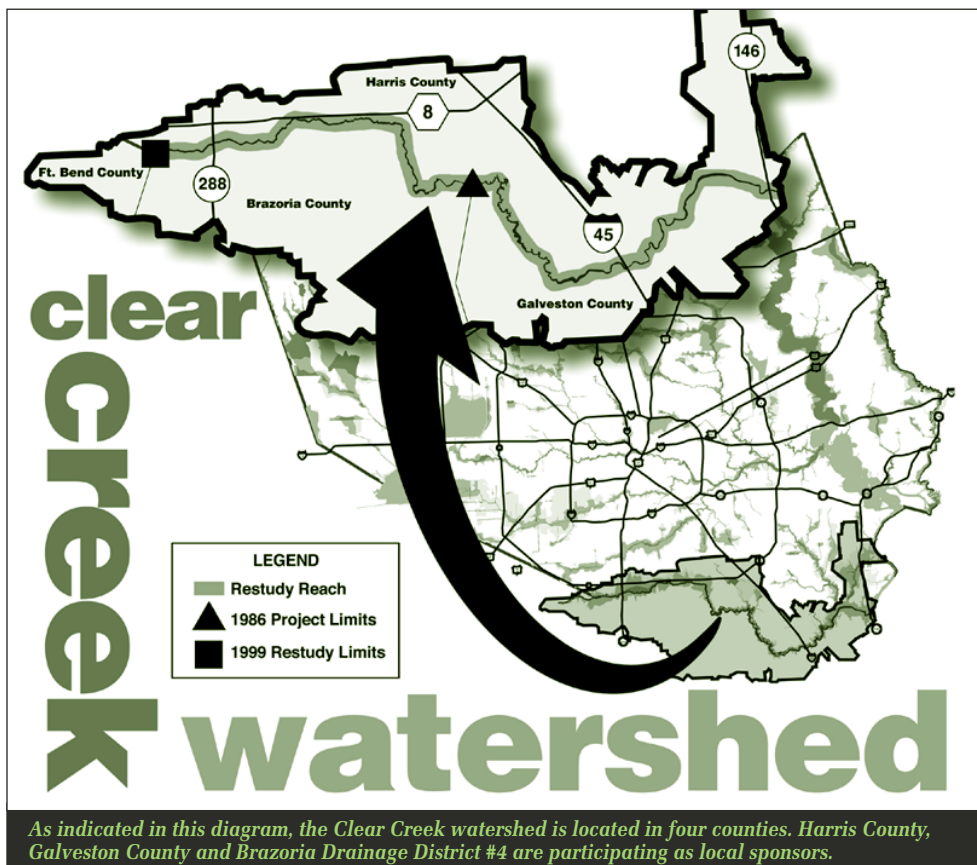 146
Harris County
8
Ft. Bend County
288
Brazoria County
45
Galveston County
clear
creek
watershed
LEGEND
Restudy Reach
1986 Project Limits
1999 Restudy Limits
As indicated in this diagram, the Clear Creek watershed is located in four counties. Harris County,
Galveston County and Brazoria Drainage District #4 are participating as local sponsors.